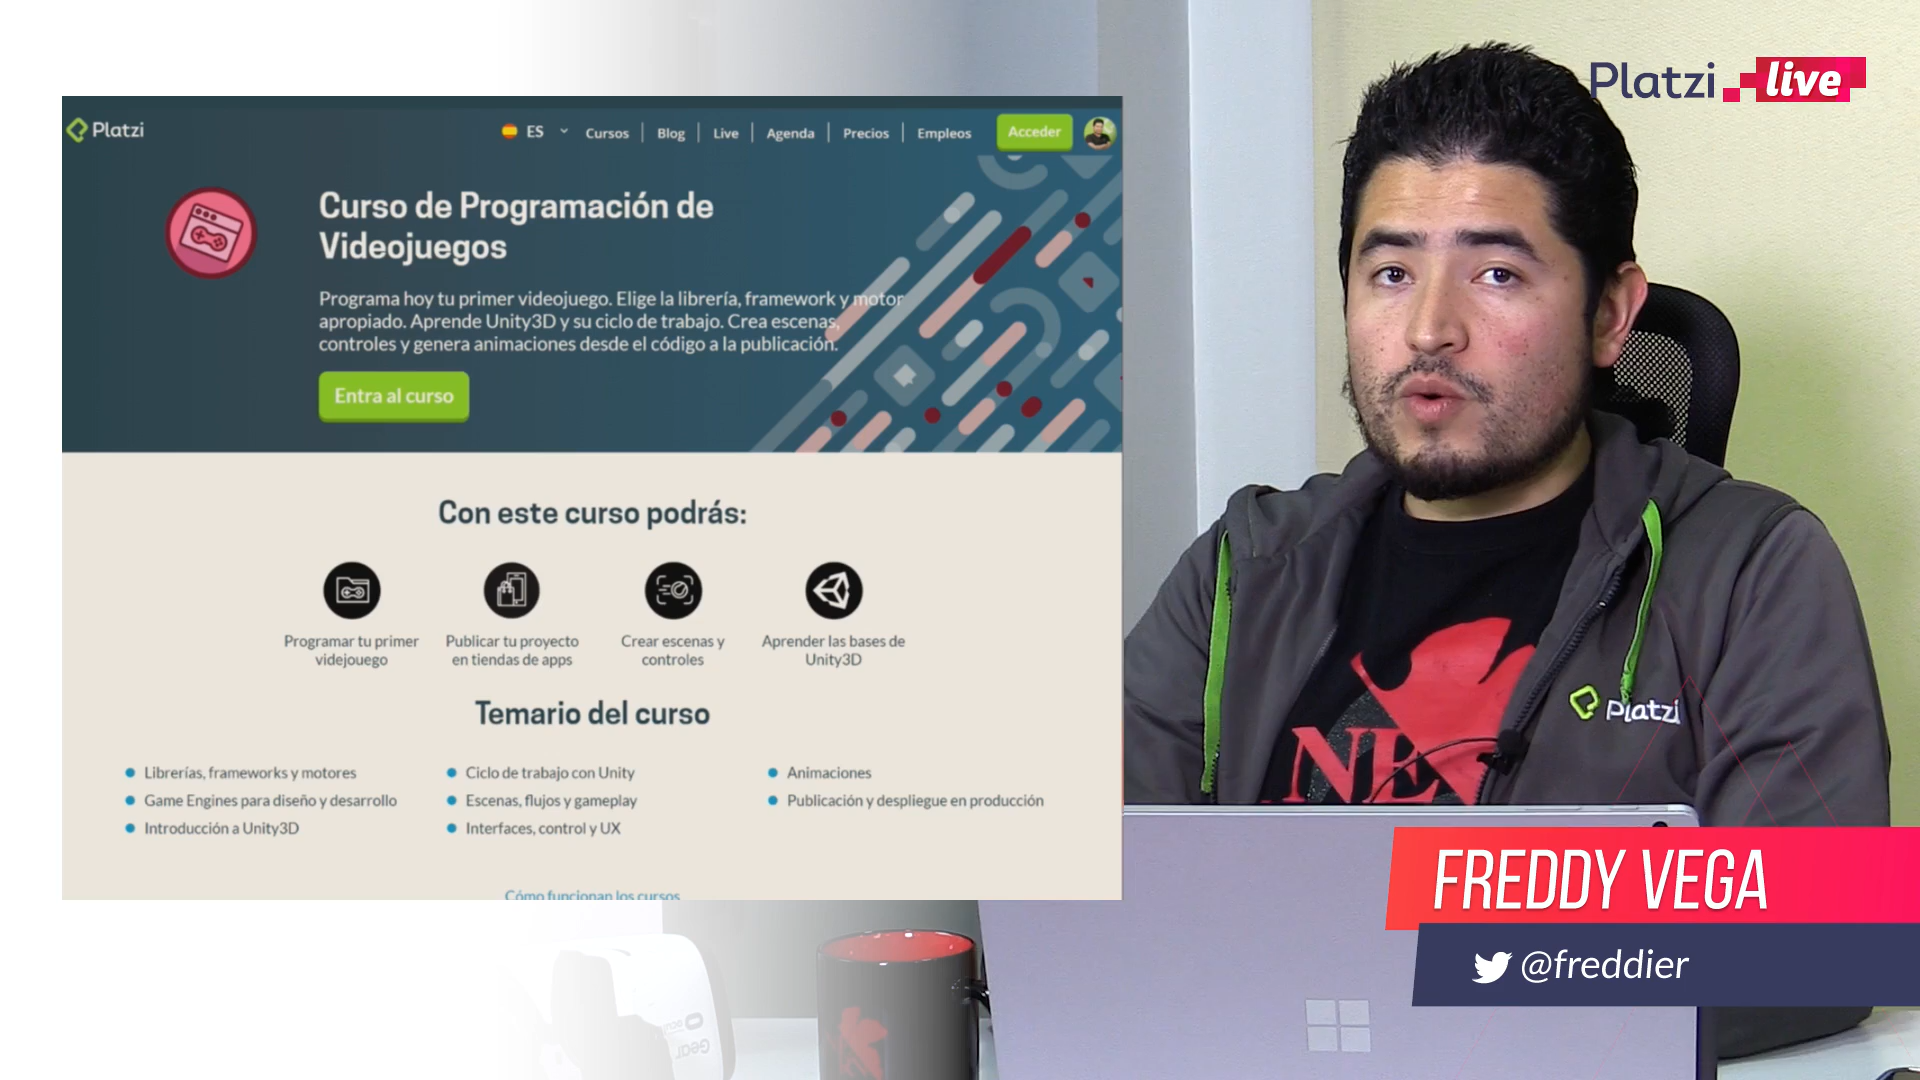 Platzi live
Platzi
ES
Cursos
Blog
Live
Agenda
Precios
Empleos
Acceder
Curso de Programación de
Videojuegos
Programa hoy tu primer videojuego. Elige la librería, framework y motor
apropiado. Aprende Unity3D y su ciclo de trabajo. Crea escenas,
controles y genera animaciones desde el código a la publicación.
Entra al curso
Con este curso podrás:
Programar tu primer
videjouego
Publicar tu proyecto
en tiendas de apps
Crear escenas y
controles
Aprender las bases de
Unity3D
Temario del curso
Librerías, frameworks y motores
Game Engines para diseño y desarrollo
Introducción a Unity3D
Ciclo de trabajo con Unity
Escenas, flujos y gameplay
Interfaces, control y UX
Animaciones
Publicación y despliegue en producción
Cómo funcionan los cursos
Platzi
NE
FREDDY VEGA
@freddier
Gear